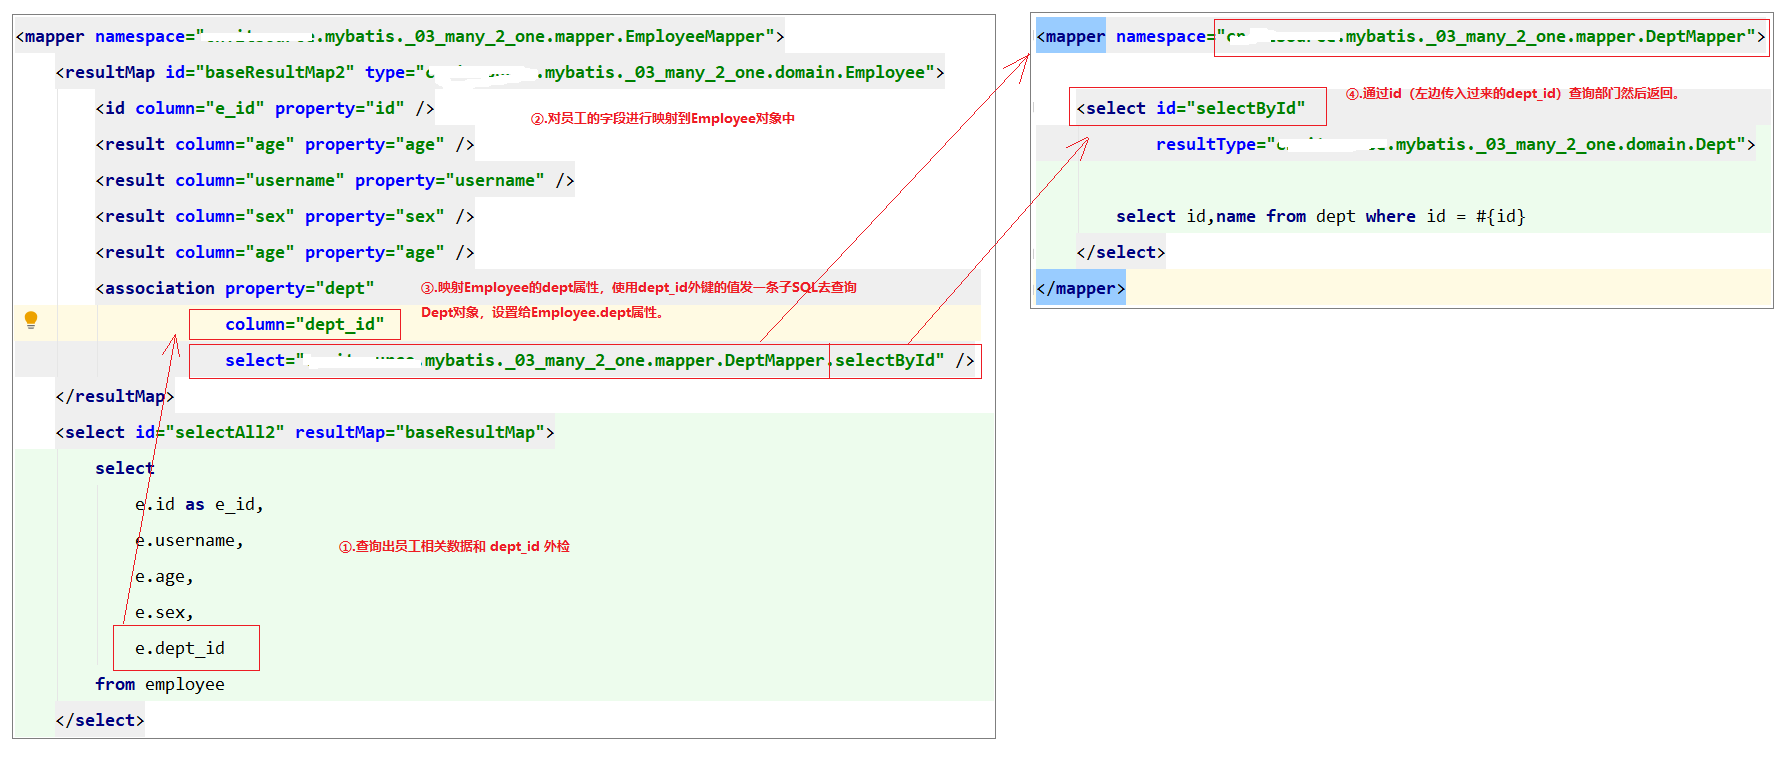 <mapper namespace=".mybatis._03_many_2_one.mapper.EmployeeMapper">
<resultMap id="baseResultMap2" type=".mybatis._03_many_2_one.domain.Employee">
<id column="e_id" property="id" />
②.对员工的字段进行映射到Employee对象中
<result column="age" property="age" />
<result column="username" property="username" />
<result column="sex" property="sex" />
<result column="age" property="age" />
<association property="dept"
③.映射Employee的dept属性，使用dept_id外键的值发一条子SQL去查询
Dept对象，设置给Employee.dept属性。
column="dept_id"
select=".mybatis._03_many_2_one.mapper.DeptMapper.selectById" />
</resultMap>
<select id="selectAll2" resultMap="baseResultMap">
select
e.id as e_id,
e.username,
①.查询出员工相关数据和 dept_id 外检
e.age,
e.sex,
e.dept_id
from employee
</select>
<mapper namespace=".mybatis._03_many_2_one.mapper.DeptMapper">
④.通过id（左边传入过来的dept_id）查询部门然后返回。
<select id="selectById"
resultType=".mybatis._03_many_2_one.domain.Dept">
select id,name from dept where id = #{id}
</select>
</mapper>